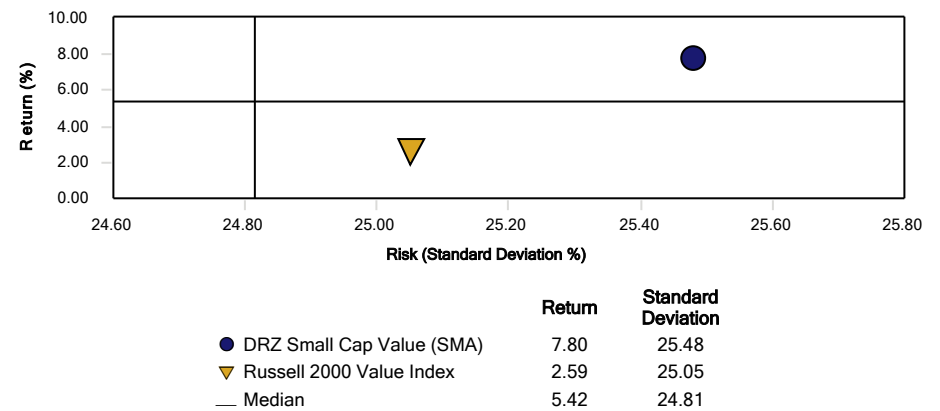 10.00
8.00
6.00
4.00
2.00
0.00
Return (%)
24.60 24.80 25.00 25.20 25.40 25.60 25.80
Risk (Standard Deviation %)
Return Standard Deviation
DRZ Small Cap Value (SMA) 7.80 25.48
Russell 2000 Value Index 2.59 25.05
Median 5.42 24.81